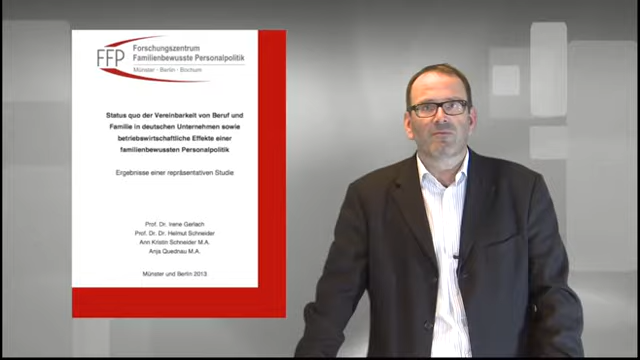 FFP
Forschungszentrum
Familienbewusste Personalpolitik
Münster - Berlin - Bochum
Status quo der Vereinbarkeit von Beruf und
Familie in deutschen Unternehmen sowie
betriebswirtschaftliche Effekte einer
familienbewussten Personalpolitik
Ergebnisse einer repräsentativen Studie
Prof. Dr. Irene Gerlach
Prof. Dr. Dr. Helmut Schneider
Ann Kristin Schneider M.A.
Anja Quednau M.A.
Münster und Berlin 2013